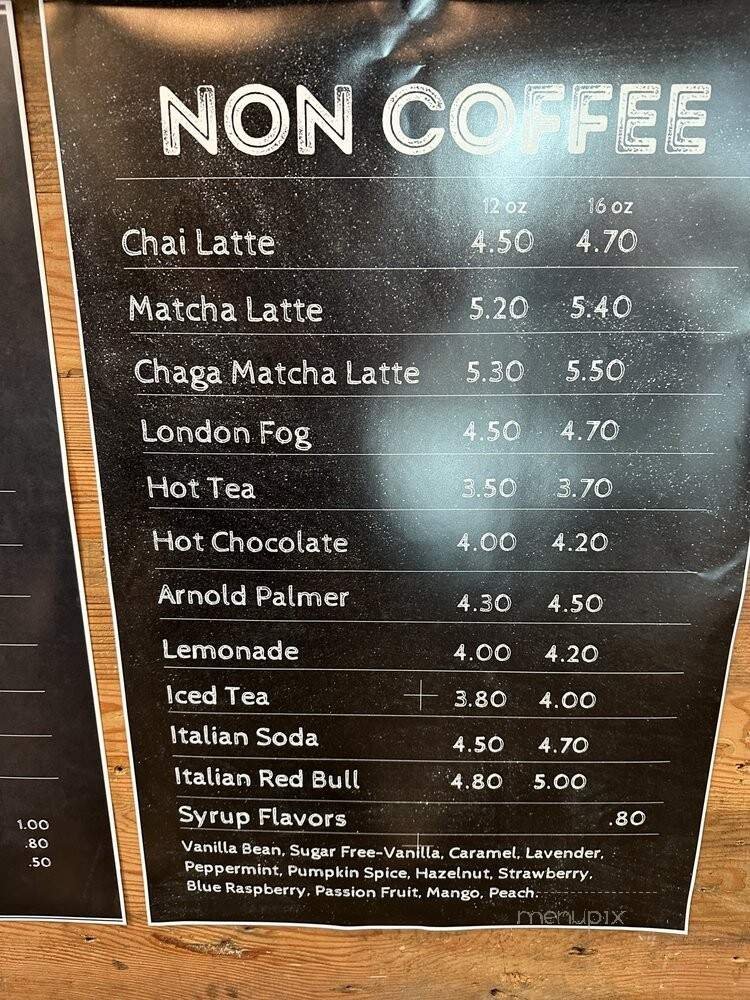 NON COFFEE
12 oz 16 oz
Chai Latte 4.50 4.70
Matcha Latte 5.20 5.40
Chaga Matcha Latte 5.30 5.50
London Fog 4.50 4.70
Hot Tea 3.50 3.70
Hot Chocolate 4.00 4.20
Arnold Palmer 4.30 4.50
Lemonade 4.00 4.20
Iced Tea 3.80 4.00
Italian Soda 4.50 4.70
Italian Red Bull 4.80 5.00
Syrup Flavors .80
Vanilla Bean, Sugar Free-Vanilla, Caramel, Lavender,
Peppermint, Pumpkin Spice, Hazelnut, Strawberry,
Blue Raspberry, Passion Fruit, Mango, Peach.
menupix
1.00
.80
.50